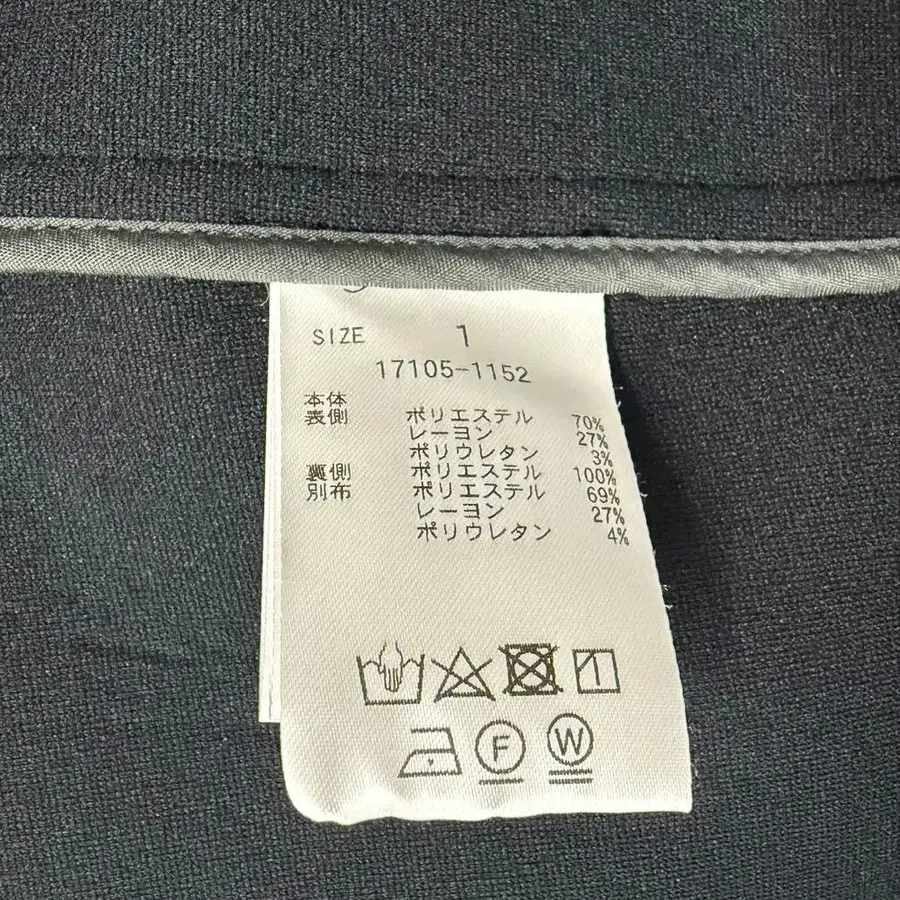 SIZE 1
17105-1152
本体
表側 ポリエステル 70%
レーヨン 27%
ポリウレタン 3%
裏側 ポリエステル 100%
別布 ポリエステル 69%
レーヨン 27%
ポリウレタン 4%
F W